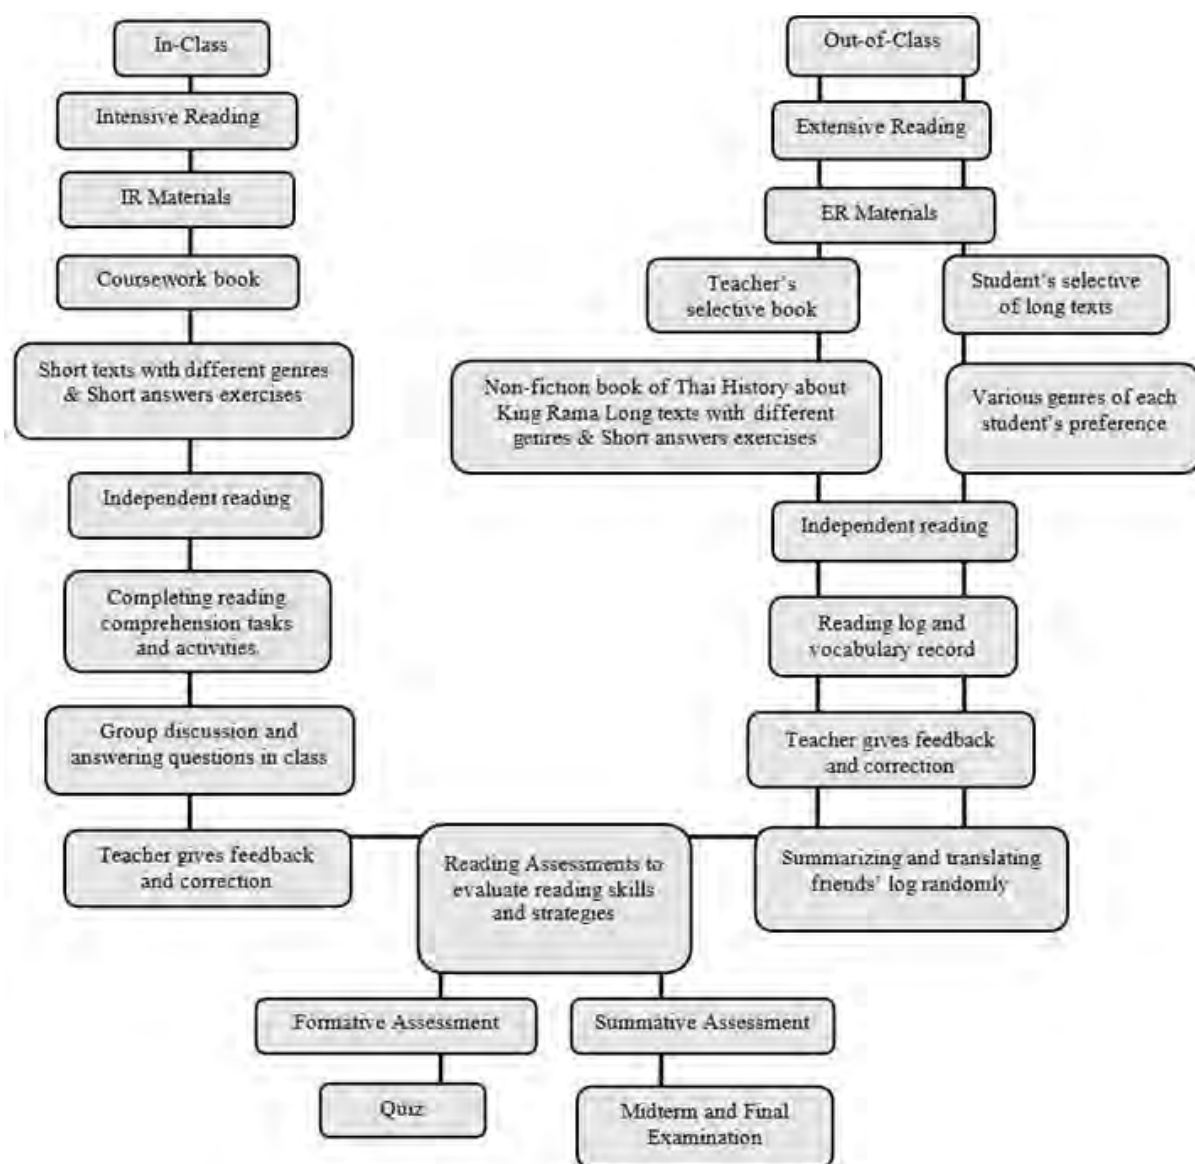 In-Class
Intensive Reading
IR Materials
Coursework book
Short texts with different genres
& Short answers exercises
Independent reading
Completing reading
comprehension tasks
and activities.
Group discussion and
answering questions in class
Teacher gives feedback
and correction
Out-of-Class
Extensive Reading
ER Materials
Teacher's
selective book
Student's selective
of long texts
Non-fiction book of Thai History about
King Rama Long texts with different
genres & Short answers exercises
Various genres of each
student's preference
Independent reading
Reading log and
vocabulary record
Teacher gives feedback
and correction
Summarizing and translating
friends' log randomly
Reading Assessments to
evaluate reading skills
and strategies
Formative Assessment
Summative Assessment
Quiz
Midterm and Final
Examination